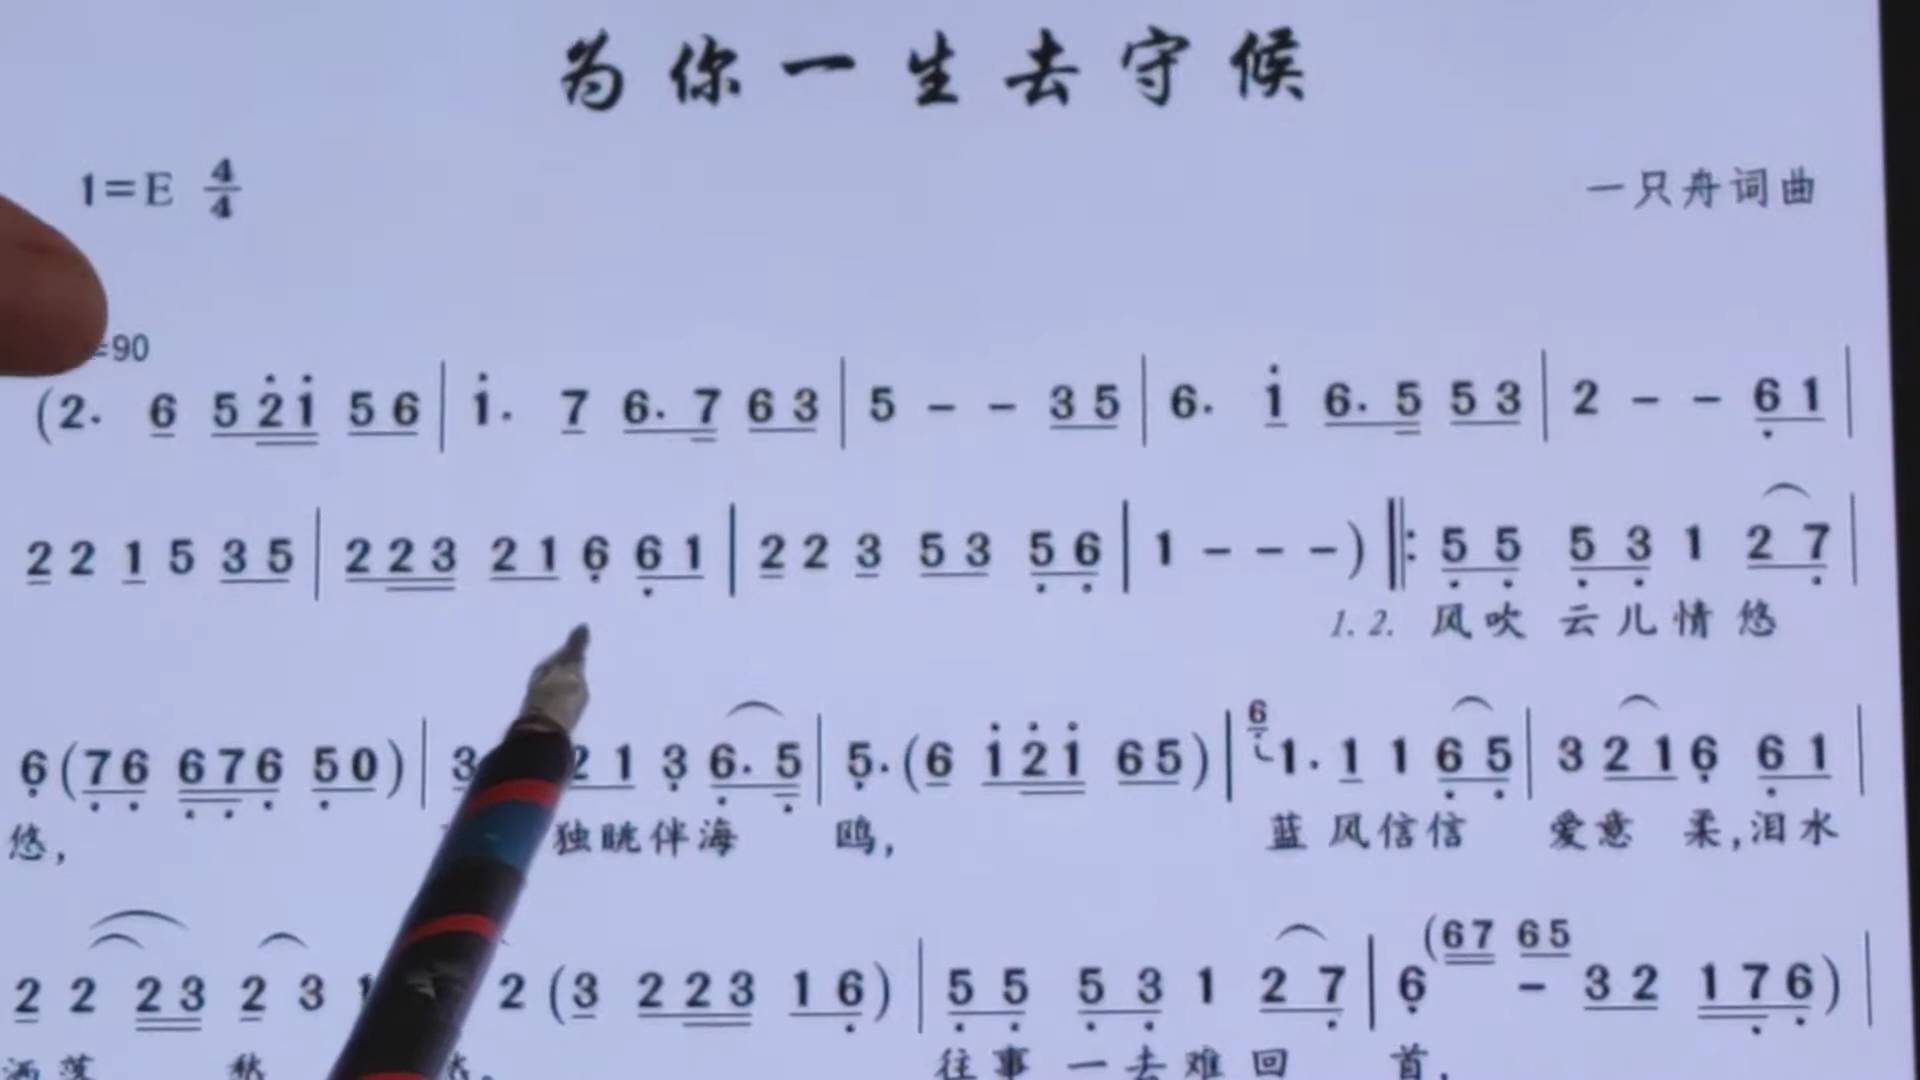 为你一生去守候
1=E 4/4
一只舟词曲
=90
(2. 6 5 2 1 5 6 | 1. 7 6. 7 6 3 | 5 - - 3 5 | 6. 1 6. 5 5 3 | 2 - - 6 1 |
2 2 1 5 3 5 | 2 2 3 2 1 6 6 1 | 2 2 3 5 3 5 6 | 1 - - -) ‖: 5 5 5 3 1 2 7 |
1. 2. 风吹 云儿情 悠
6 (7 6 6 7 6 5 0) | 3 2 1 3 6. 5 | 5. (6 1 2 1 6 5) | 6 1. 1 1 6 5 | 3 2 1 6 6 1 |
悠, 独眺伴海 鸥, 蓝 风信信 爱意 柔,泪水
(6 7 6 5
2 2 2 3 2 3 2 (3 2 2 3 1 6) | 5 5 5 3 1 2 7 | 6 - 3 2 1 7 6) |
往事 一去难回 首,